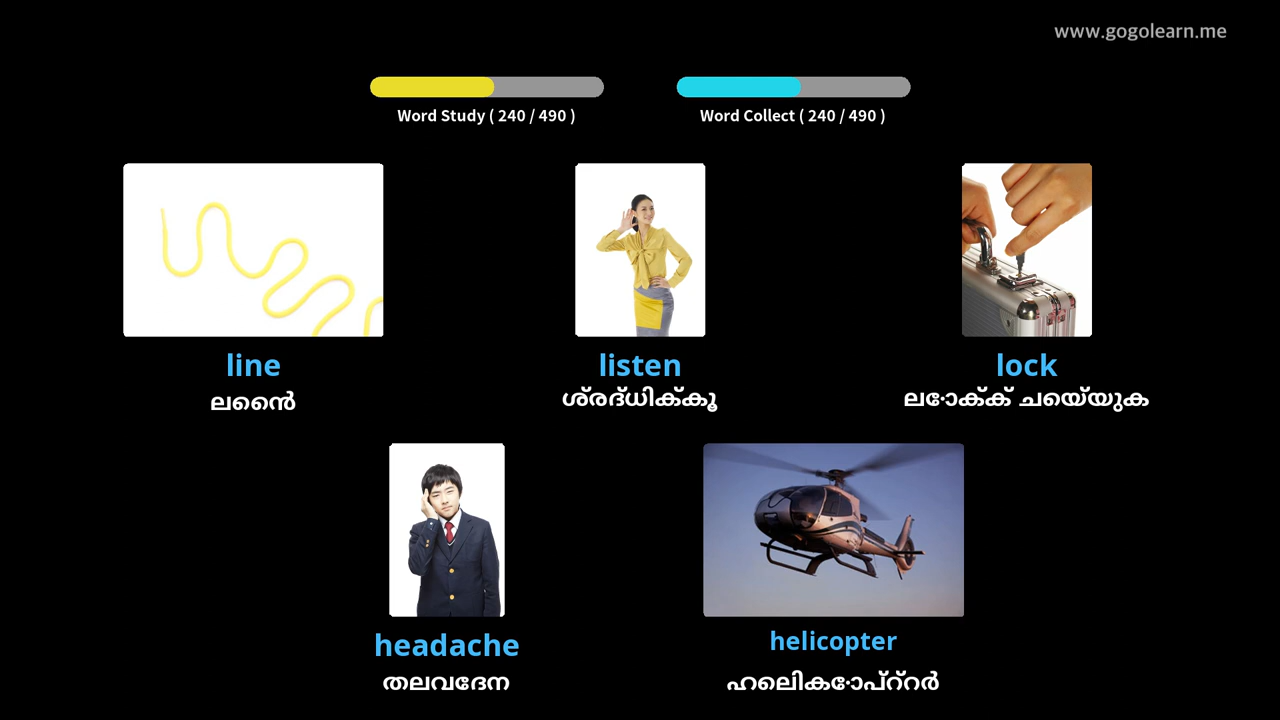 www.gogolearn.me
Word Study ( 240 / 490 )
Word Collect ( 240 / 490 )
line
ലൈൻ
listen
ശ്രദ്ധിക്കൂ
lock
ലോക്ക് ചെയ്യുക
headache
തലവേദന
helicopter
ഹെലികോപ്റ്റർ